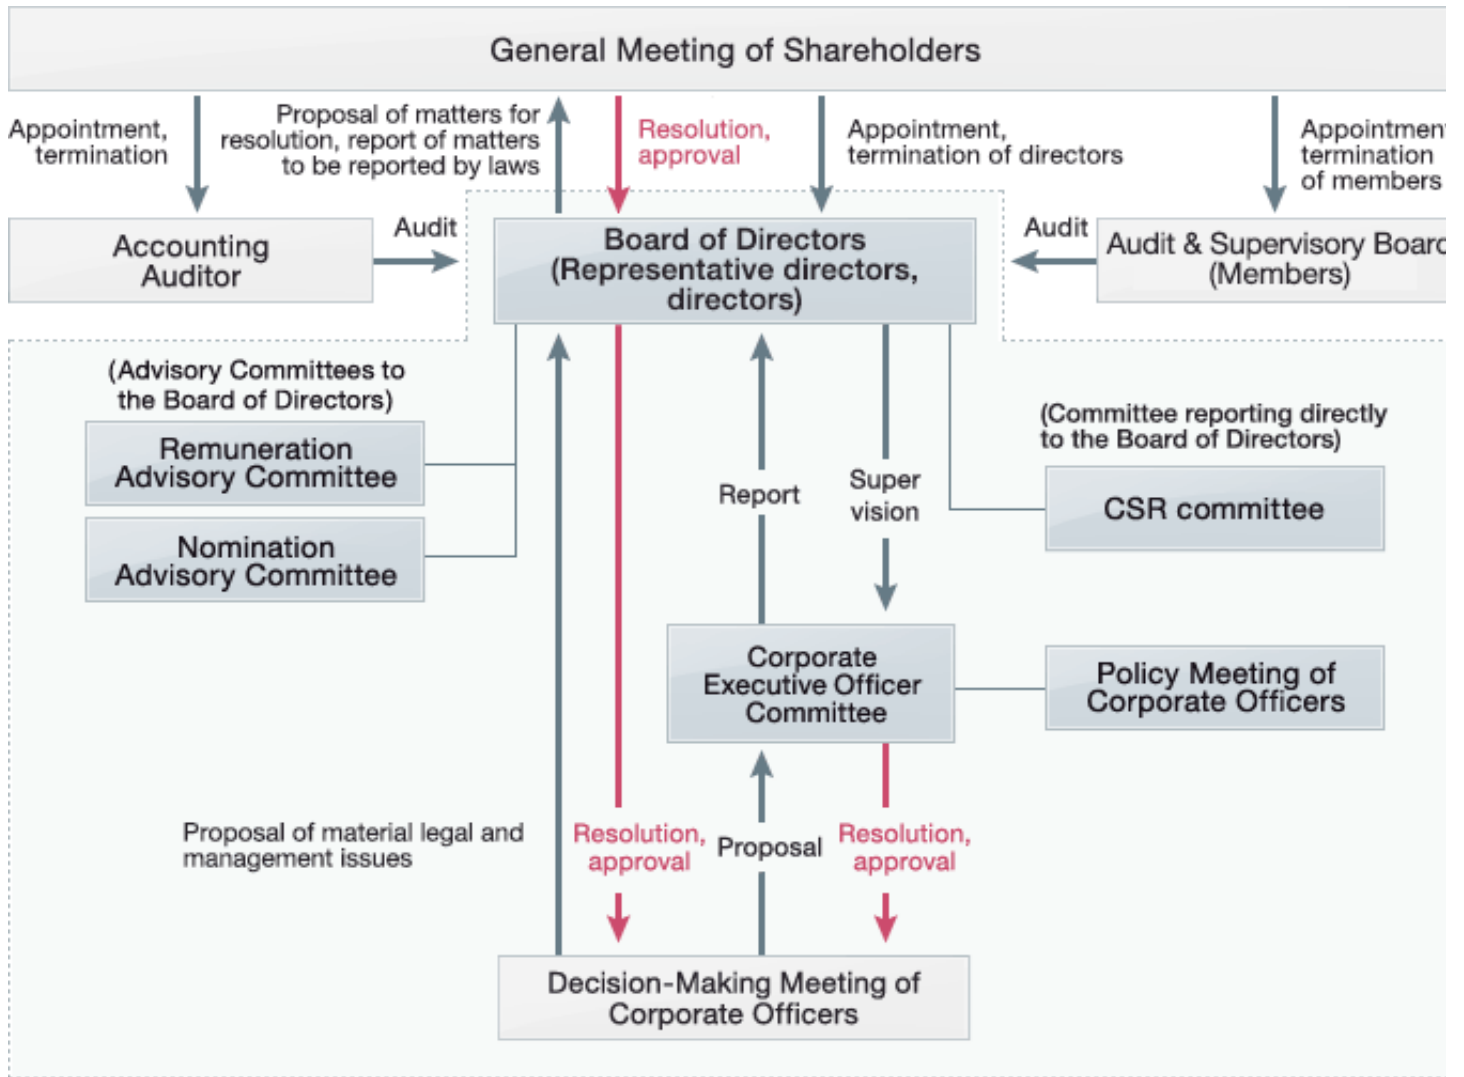 General Meeting of Shareholders
Appointment,
termination
Proposal of matters for
resolution, report of matters
to be reported by laws
Resolution,
approval
Appointment,
termination of directors
Appointmen
termination
of members
Accounting
Auditor
Audit
Board of Directors
(Representative directors,
directors)
Audit
Audit & Supervisory Board
(Members)
(Advisory Committees to
the Board of Directors)
Remuneration
Advisory Committee
Nomination
Advisory Committee
Report
Super
vision
(Committee reporting directly
to the Board of Directors)
CSR committee
Corporate
Executive Officer
Committee
Policy Meeting of
Corporate Officers
Proposal of material legal and
management issues
Resolution,
approval
Proposal
Resolution,
approval
Decision-Making Meeting of
Corporate Officers